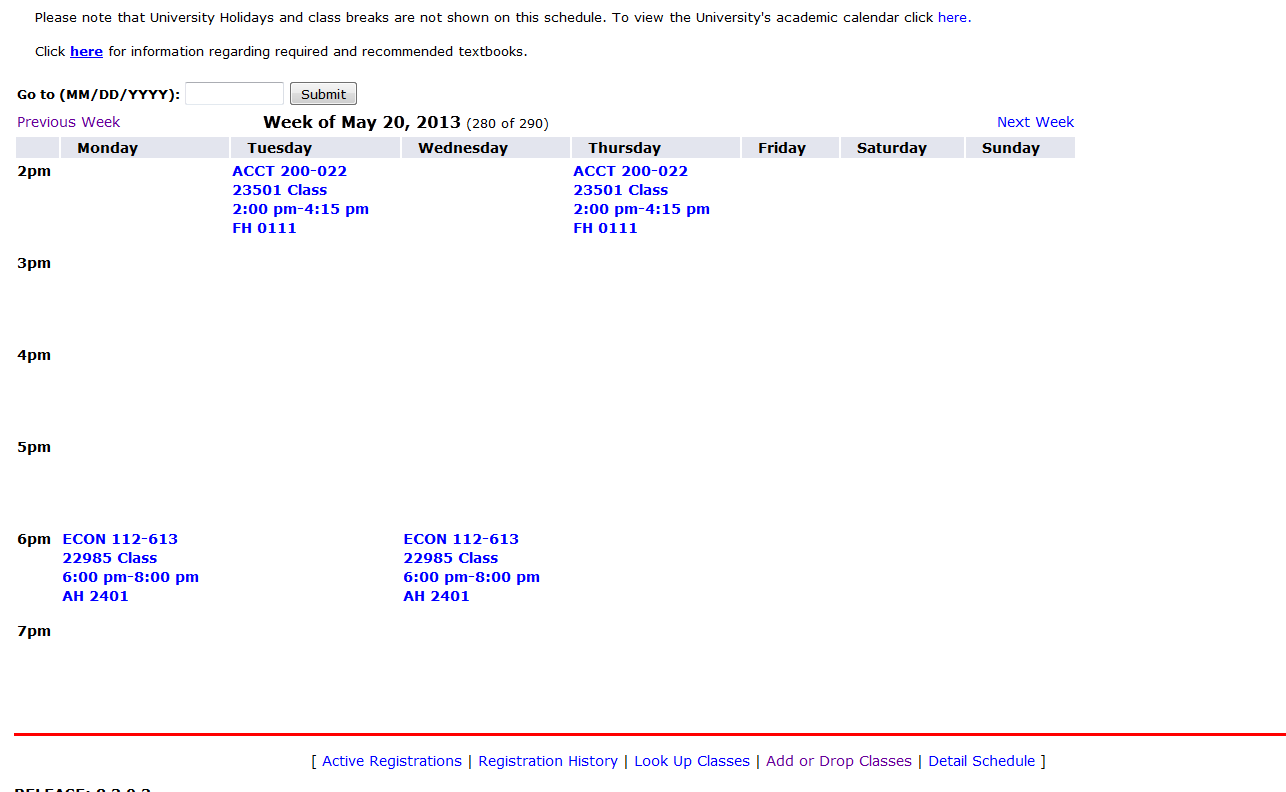 Please note that University Holidays and class breaks are not shown on this schedule. To view the University's academic calendar click here.
Click here for information regarding required and recommended textbooks.
Go to (MM/DD/YYYY): Submit
Previous Week Week of May 20, 2013 (280 of 290) Next Week
Monday Tuesday Wednesday Thursday Friday Saturday Sunday
2pm ACCT 200-022 ACCT 200-022
23501 Class 23501 Class
2:00 pm-4:15 pm 2:00 pm-4:15 pm
FH 0111 FH 0111
3pm
4pm
5pm
6pm ECON 112-613 ECON 112-613
22985 Class 22985 Class
6:00 pm-8:00 pm 6:00 pm-8:00 pm
AH 2401 AH 2401
7pm
[ Active Registrations | Registration History | Look Up Classes | Add or Drop Classes | Detail Schedule ]
RELEASE: